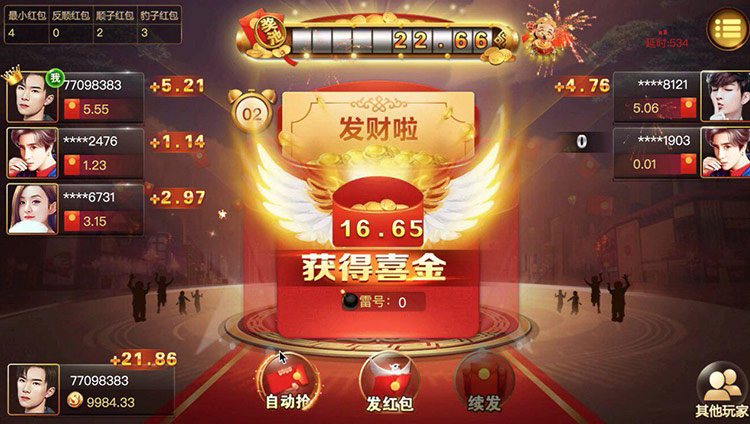 最小红包 反顺红包 顺子红包 豹子红包
4 0 2 3
奖池
22.66
延时:534
我
77098383
+5.21
5.55
****2476
+1.14
1.23
****6731
+2.97
3.15
02
发财啦
16.65
获得喜金
雷号: 0
+4.76
****8121
5.06
0
****1903
0.01
+21.86
77098383
9984.33
自动抢
发红包
续发
其他玩家